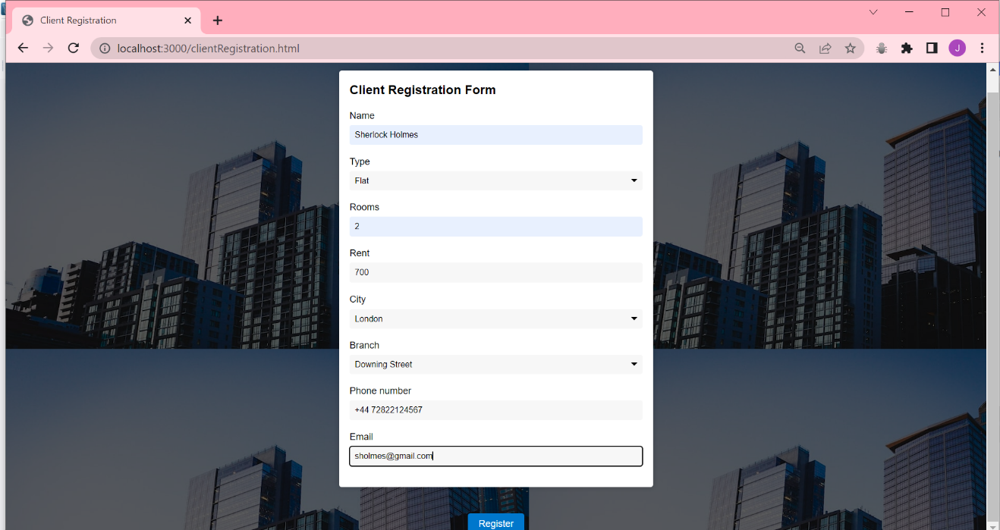 Client Registration
localhost:3000/clientRegistration.html
J
Client Registration Form
Name
Sherlock Holmes
Type
Flat
Rooms
2
Rent
700
City
London
Branch
Downing Street
Phone number
+44 72822124567
Email
sholmes@gmail.com
Register